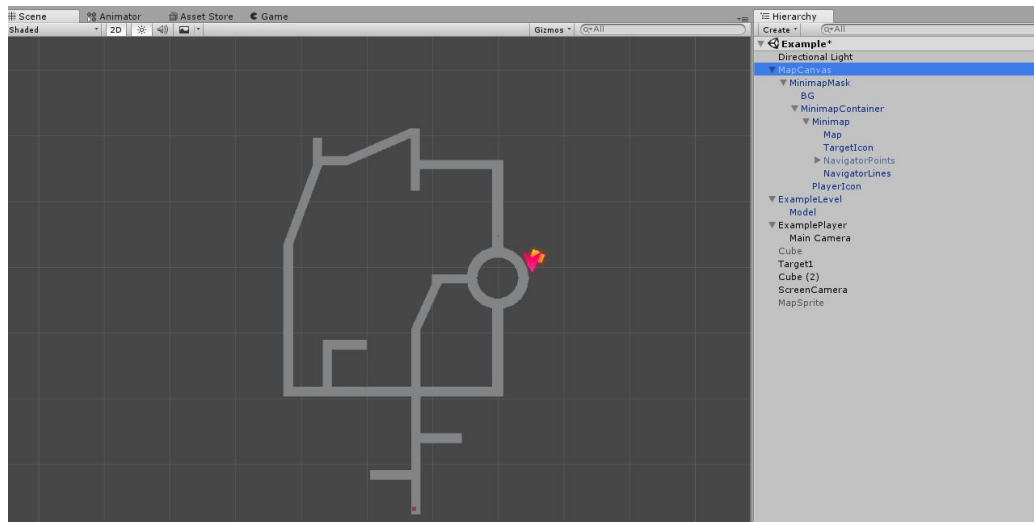 Scene Animator Asset Store Game
Shaded 2D Gizmos All
Hierarchy
Create All
Example*
Directional Light
MapCanvas
MinimapMask
BG
MinimapContainer
Minimap
Map
TargetIcon
NavigatorPoints
NavigatorLines
PlayerIcon
ExampleLevel
Model
ExamplePlayer
Main Camera
Cube
Target1
Cube (2)
ScreenCamera
MapSprite